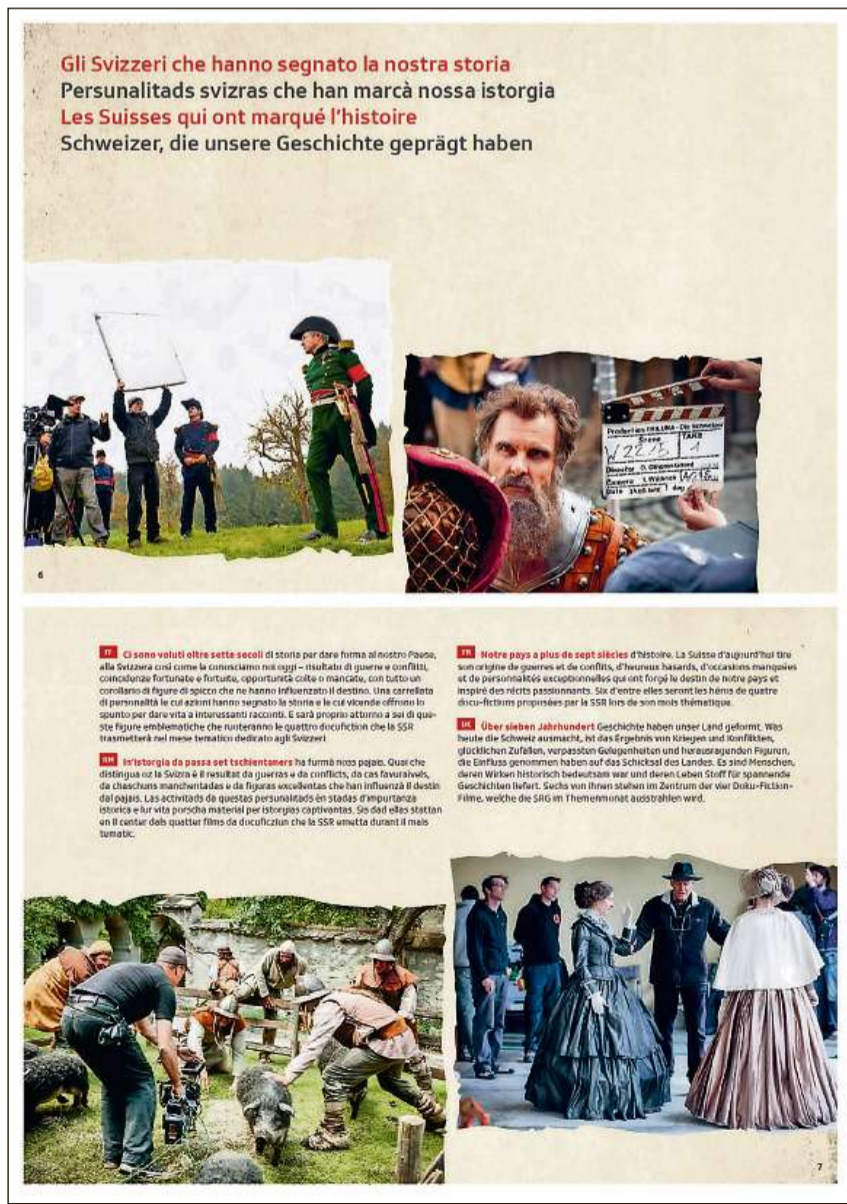 Gli Svizzeri che hanno segnato la nostra storia
Persunalitads svizras che han marcà nossa istorgia
Les Suisses qui ont marqué l'histoire
Schweizer, die unsere Geschichte geprägt haben
Production Die Schweizer
Scene
TAKE
W 22/5
1
Director
Camera
Date
6
IT Ci sono voluti oltre sette secoli di storia per dare forma al nostro Paese,
alla Svizzera così come la conosciamo noi oggi – risultato di guerre e conflitti,
coincidenze fortunate e fortuite, opportunità colte o mancate, con tutto un
corollario di figure di spicco che ne hanno influenzato il destino. Una carrellata
di personalità le cui azioni hanno segnato la storia e le cui vicende offrono lo
spunto per dare vita a interessanti racconti. E sarà proprio attorno a sei di que-
ste figure emblematiche che ruoteranno le quattro docufiction che la SSR
trasmetterà nel mese tematico dedicato agli Svizzeri
RM In'istorgia da passa set tschientaners ha furmà noss pajais. Quai che
distingua oz la Svizra è il resultat da guerras e da conflicts, da cas favuraivels,
da chaschuns manchentadas e da figuras excellentas che han influenzà il destin
dal pajais. Las activitads da questas persunalitads èn stadas d'impurtanza
istorica e lur vita porscha material per istorgias captivantas. Sis dad ellas stattan
en il center dals quatter films da docuficziun che la SSR emetta durant il mais
tematic.
FR Notre pays a plus de sept siècles d'histoire. La Suisse d'aujourd'hui tire
son origine de guerres et de conflits, d'heureux hasards, d'occasions manquées
et de personnalités exceptionnelles qui ont forgé le destin de notre pays et
inspiré des récits passionnants. Six d'entre elles seront les héros de quatre
docu-fictions proposées par la SSR lors de son mois thématique.
DE Über sieben Jahrhundert Geschichte haben unser Land geformt. Was
heute die Schweiz ausmacht, ist das Ergebnis von Kriegen und Konflikten,
glücklichen Zufällen, verpassten Gelegenheiten und herausragenden Figuren,
die Einfluss genommen haben auf das Schicksal des Landes. Es sind Menschen,
deren Wirken historisch bedeutsam war und deren Leben Stoff für spannende
Geschichten liefert. Sechs von ihnen stehen im Zentrum der vier Doku-Fiction-
Filme, welche die SRG im Themenmonat ausstrahlen wird.
7